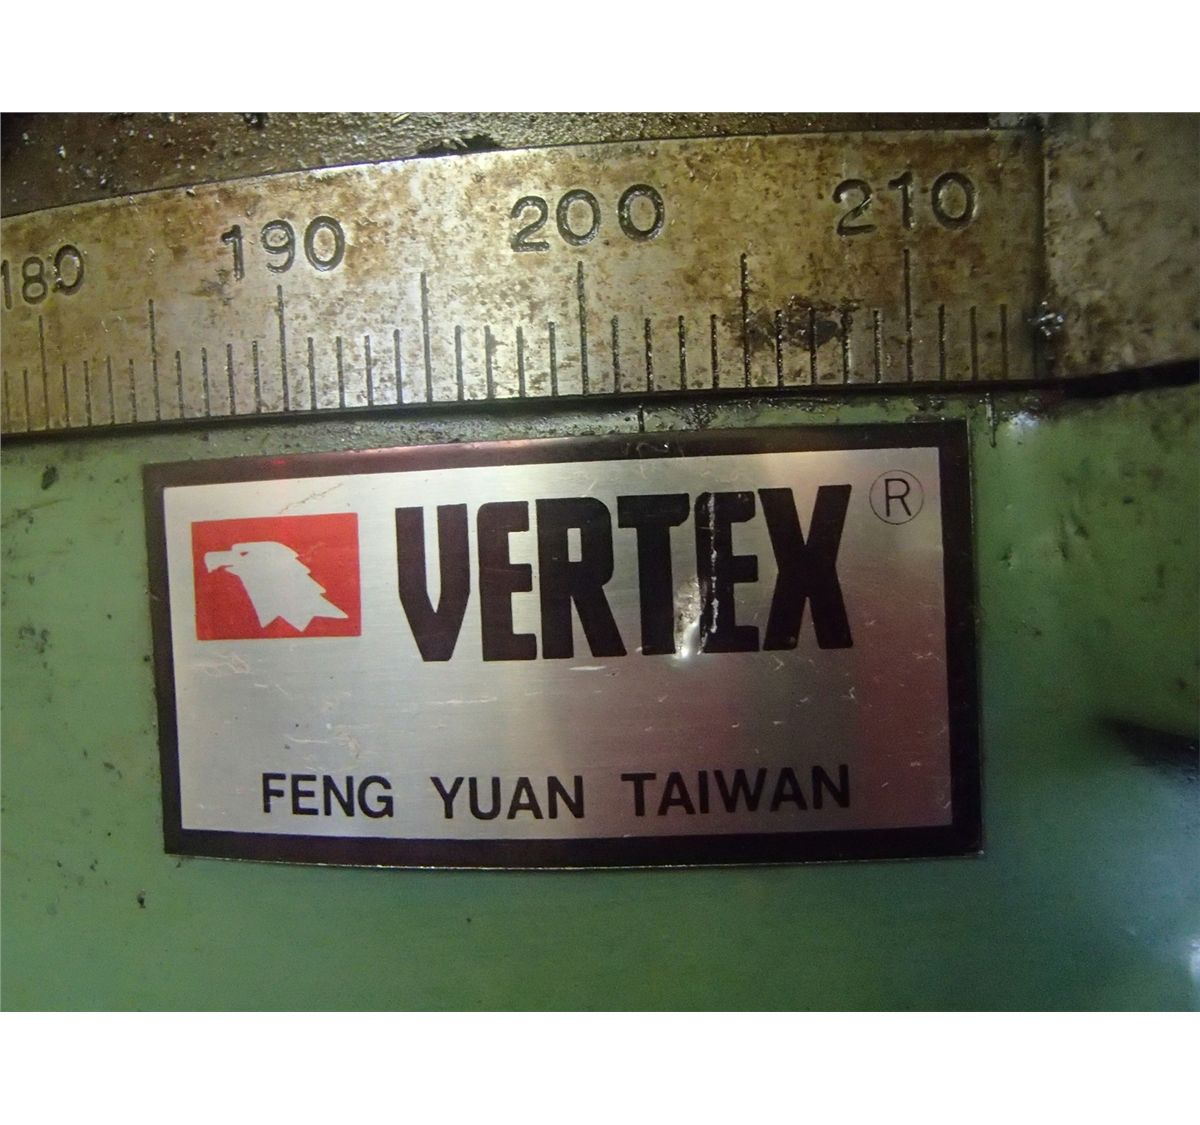 180 190 200 210
VERTEX ®
FENG YUAN TAIWAN